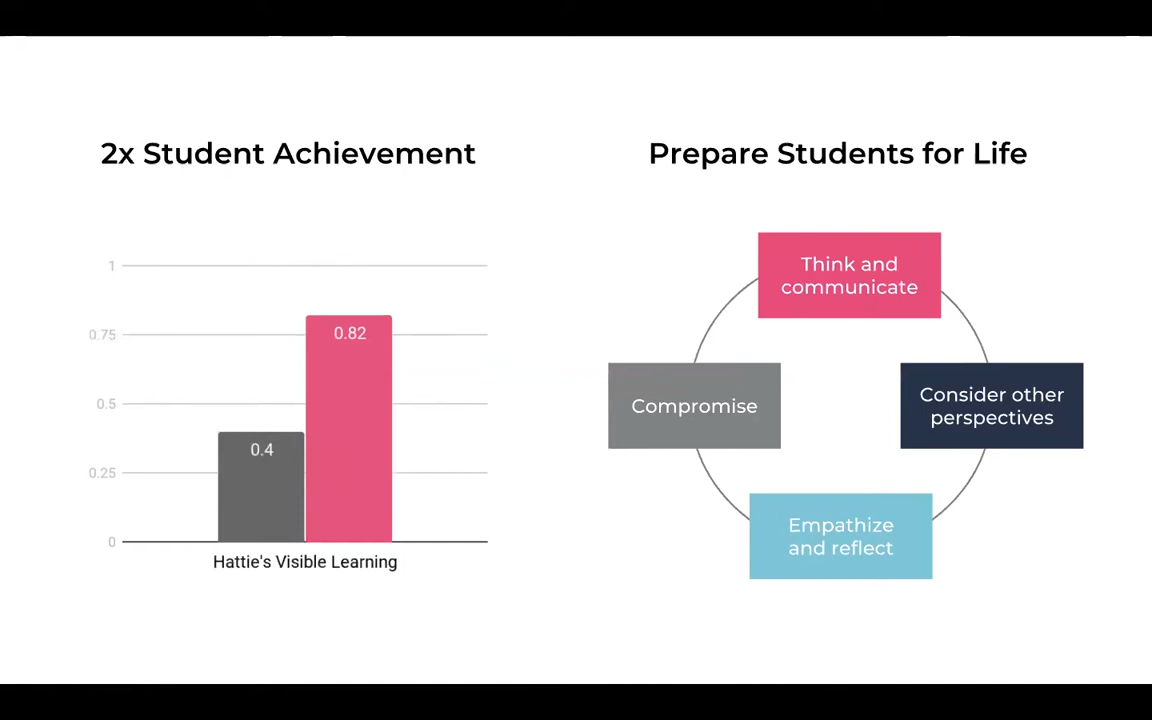 2x Student Achievement
1
0.75
0.5
0.25
0
0.4
0.82
Hattie's Visible Learning
Prepare Students for Life
Think and
communicate
Compromise
Consider other
perspectives
Empathize
and reflect